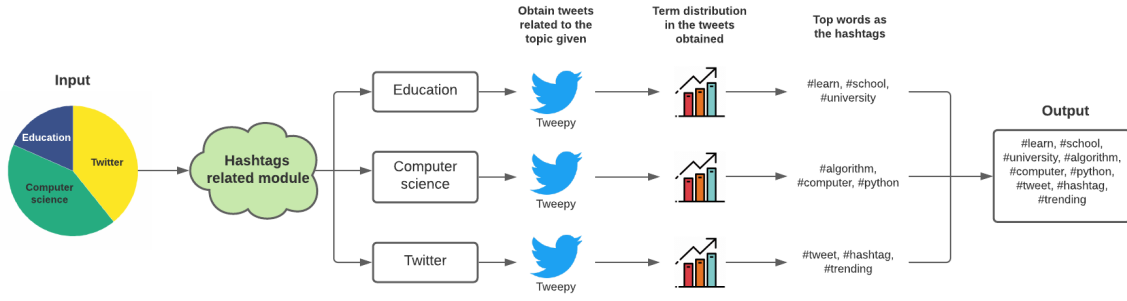 Obtain tweets
related to the
topic given
Term distribution
in the tweets
obtained
Top words as
the hashtags
Input
Education
Twitter
Computer
science
Hashtags
related module
Education
Tweepy
#learn, #school,
#university
Computer
science
Tweepy
#algorithm,
#computer, #python
Twitter
Tweepy
#tweet, #hashtag,
#trending
Output
#learn, #school,
#university, #algorithm,
#computer, #python,
#tweet, #hashtag,
#trending